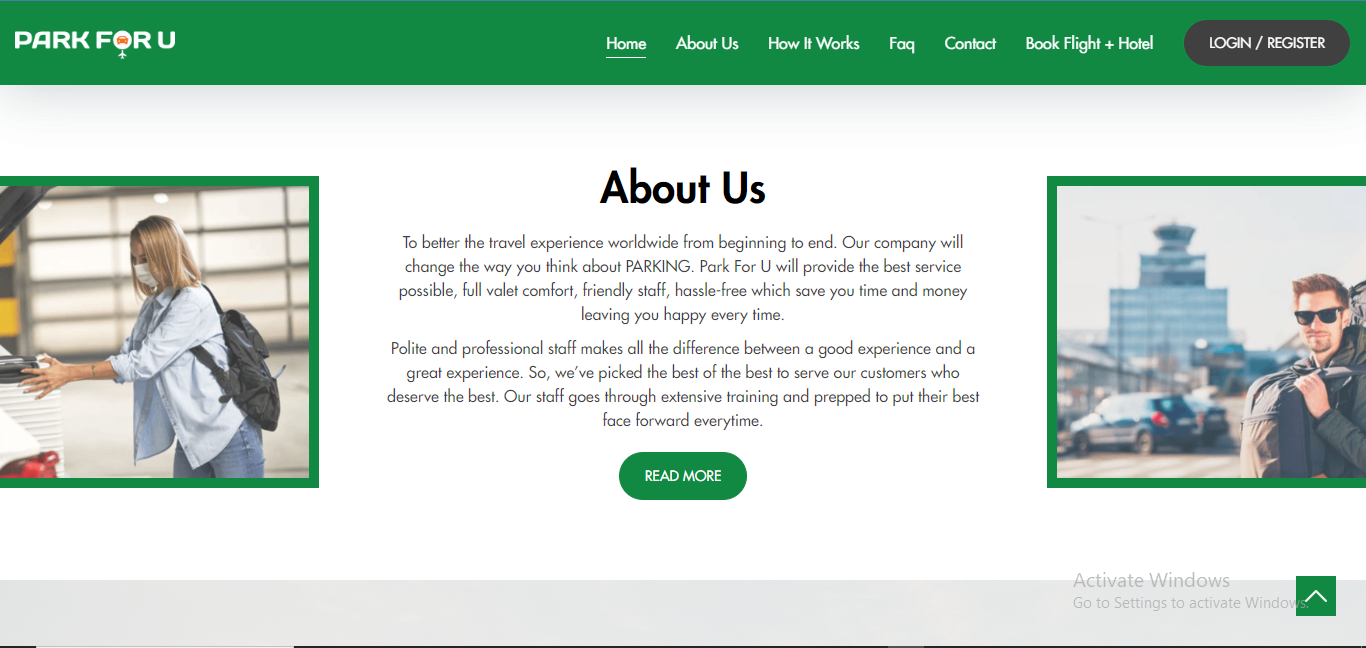 PARK FOR U
Home About Us How It Works Faq Contact Book Flight + Hotel LOGIN / REGISTER
About Us
To better the travel experience worldwide from beginning to end. Our company will
change the way you think about PARKING. Park For U will provide the best service
possible, full valet comfort, friendly staff, hassle-free which save you time and money
leaving you happy every time.
Polite and professional staff makes all the difference between a good experience and a
great experience. So, we’ve picked the best of the best to serve our customers who
deserve the best. Our staff goes through extensive training and prepped to put their best
face forward everytime.
READ MORE
Activate Windows
Go to Settings to activate Windows.